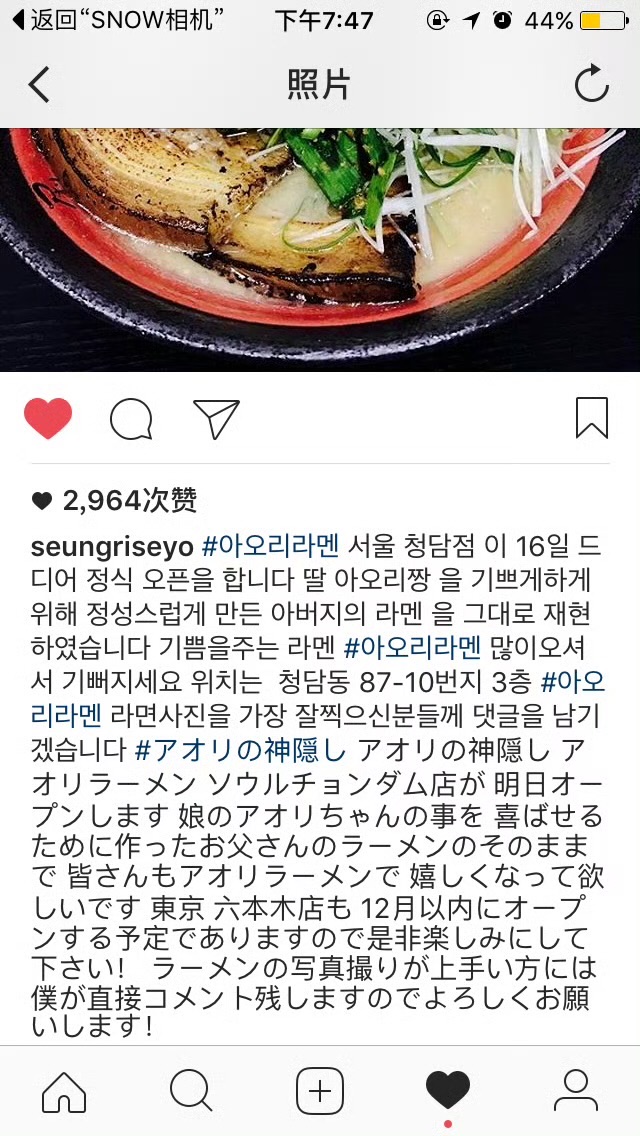 返回“SNOW相机”
下午7:47
44%
照片
2,964次赞
seungriseyo #아오리라멘 서울 청담점 이 16일 드
디어 정식 오픈을 합니다 딸 아오리짱 을 기쁘게하게
위해 정성스럽게 만든 아버지의 라멘 을 그대로 재현
하였습니다 기쁨을주는 라멘 #아오리라멘 많이오셔
서 기뻐지세요 위치는 청담동 87-10번지 3층 #아오
리라멘 라면사진을 가장 잘찍으신분들께 댓글을 남기
겠습니다 #アオリの神隠し アオリの神隠し ア
オリラーメン ソウルチョンダム店が 明日オー
プンします 娘のアオリちゃんの事を 喜ばせる
ために作ったお父さんのラーメンのそのまま
で 皆さんもアオリラーメンで 嬉しくなって欲
しいです 東京 六本木店も 12月以内にオープ
ンする予定でありますので是非楽しみにして
下さい！ ラーメンの写真撮りが上手い方には
僕が直接コメント残しますのでよろしくお願
いします！